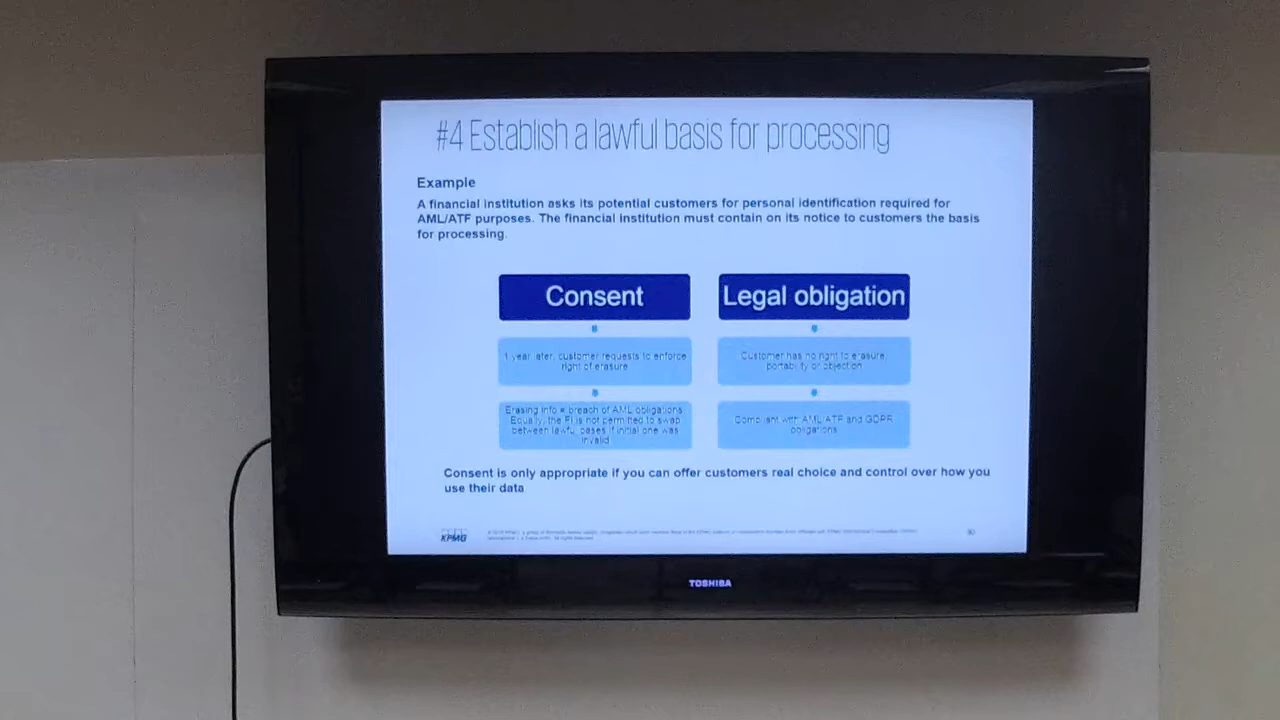 #4 Establish a lawful basis for processing
Example
A financial institution asks its potential customers for personal identification required for
AML/ATF purposes. The financial institution must contain on its notice to customers the basis
for processing.
Consent
Legal obligation
1 year later, customer requests to enforce
right of erasure
Customer has no right to erasure,
portability or objection
Erasing info = breach of AML obligations.
Equally, the FI is not permitted to swap
between lawful bases if initial one was
invalid
Compliant with AML/ATF and GDPR
obligations
Consent is only appropriate if you can offer customers real choice and control over how you
use their data
KPMG
TOSHIBA